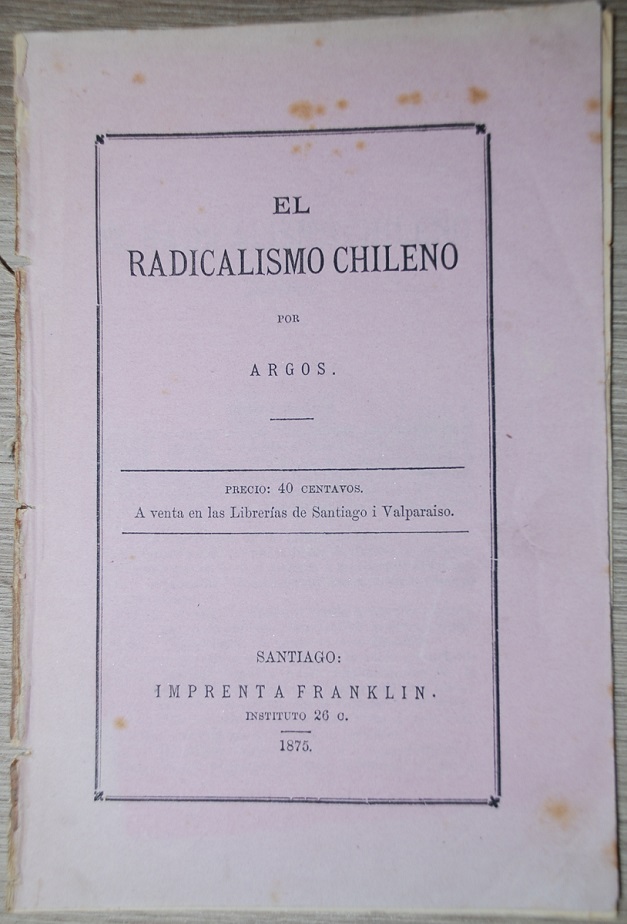 EL
RADICALISMO CHILENO
POR
ARGOS.
PRECIO: 40 CENTAVOS.
A venta en las Librerías de Santiago i Valparaiso.
SANTIAGO:
IMPRENTA FRANKLIN.
INSTITUTO 26 C.
1875.